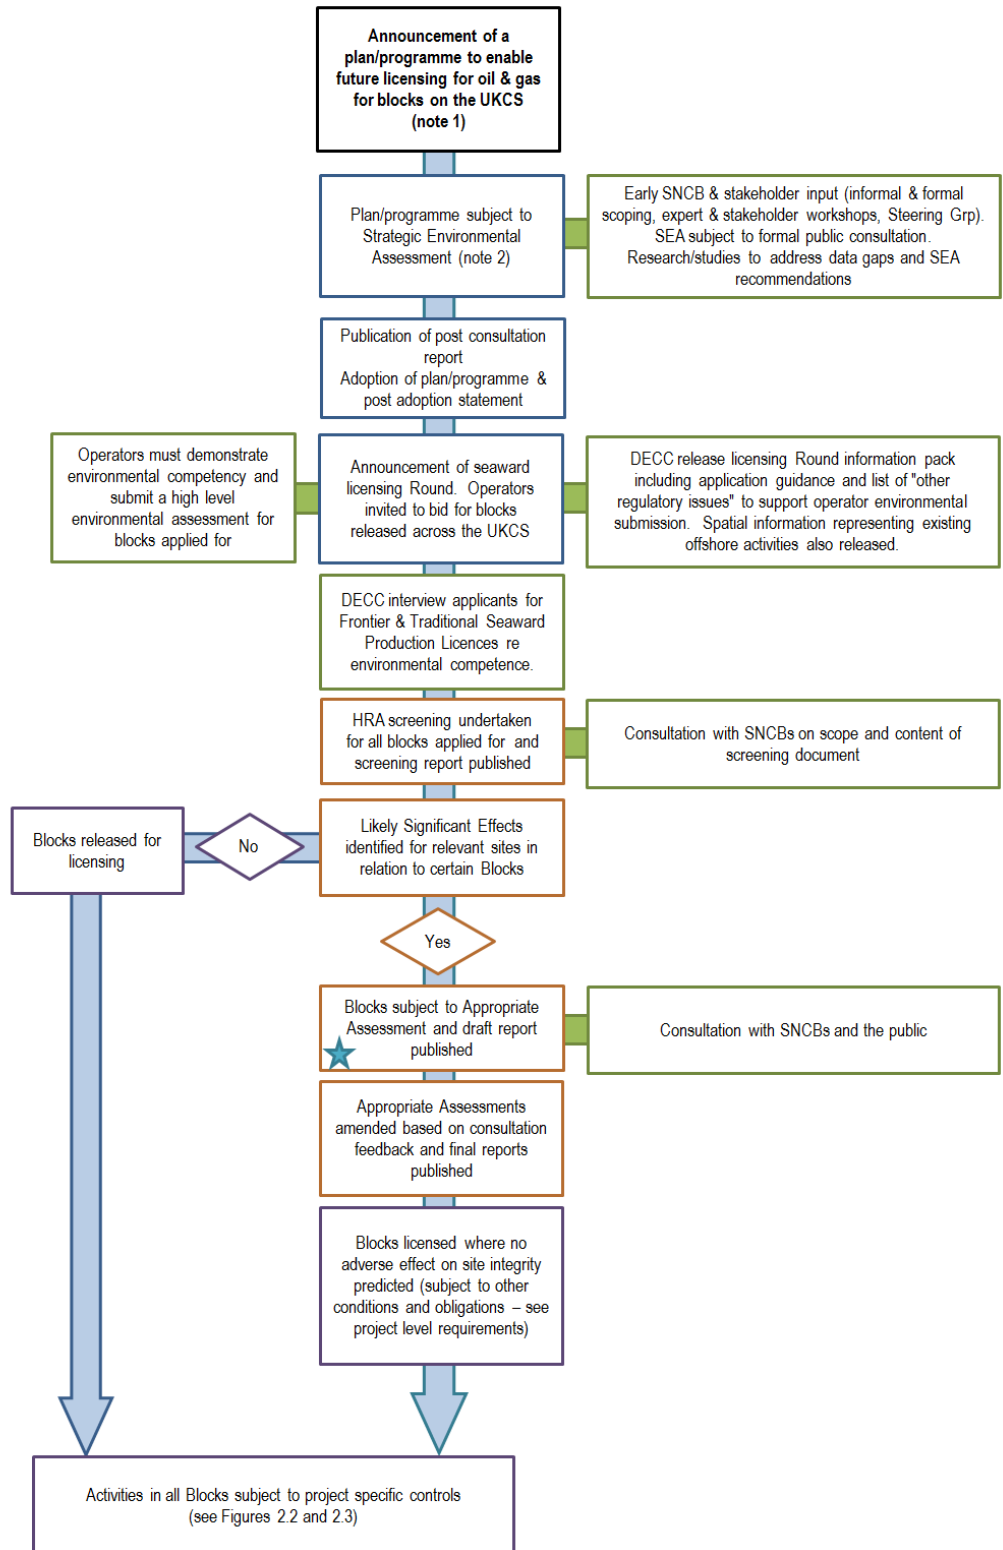 Announcement of a
plan/programme to enable
future licensing for oil & gas
for blocks on the UKCS
(note 1)
Plan/programme subject to
Strategic Environmental
Assessment (note 2)
Early SNCB & stakeholder input (informal & formal
scoping, expert & stakeholder workshops, Steering Grp).
SEA subject to formal public consultation.
Research/studies to address data gaps and SEA
recommendations
Publication of post consultation
report
Adoption of plan/programme &
post adoption statement
Operators must demonstrate
environmental competency and
submit a high level
environmental assessment for
blocks applied for
Announcement of seaward
licensing Round. Operators
invited to bid for blocks
released across the UKCS
DECC release licensing Round information pack
including application guidance and list of "other
regulatory issues" to support operator environmental
submission. Spatial information representing existing
offshore activities also released.
DECC interview applicants for
Frontier & Traditional Seaward
Production Licences re
environmental competence.
HRA screening undertaken
for all blocks applied for and
screening report published
Consultation with SNCBs on scope and content of
screening document
Blocks released for
licensing
No
Likely Significant Effects
identified for relevant sites in
relation to certain Blocks
Yes
Blocks subject to Appropriate
Assessment and draft report
published
Consultation with SNCBs and the public
Appropriate Assessments
amended based on consultation
feedback and final reports
published
Blocks licensed where no
adverse effect on site integrity
predicted (subject to other
conditions and obligations – see
project level requirements)
Activities in all Blocks subject to project specific controls
(see Figures 2.2 and 2.3)